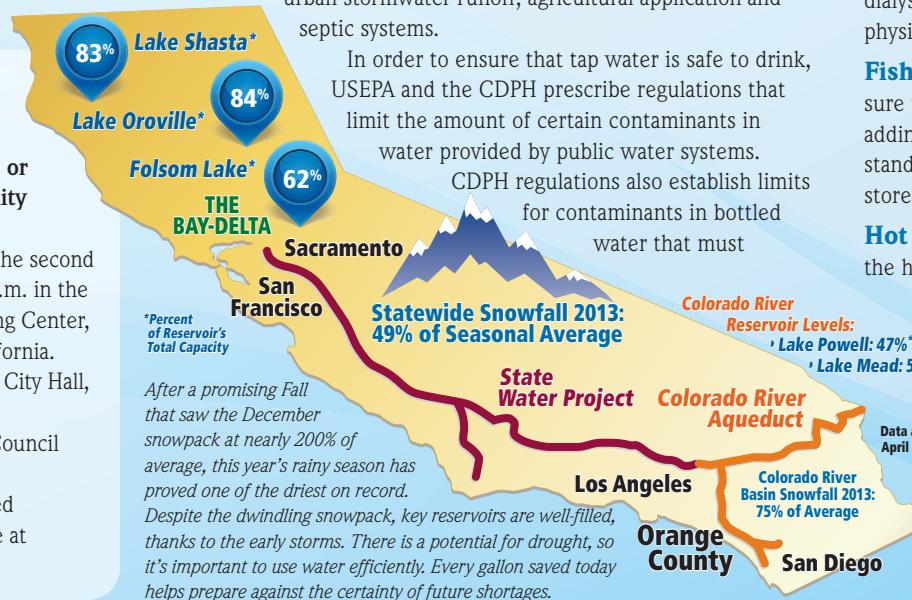 urban stormwater runoff, agricultural application and
septic systems.
In order to ensure that tap water is safe to drink,
USEPA and the CDPH prescribe regulations that
limit the amount of certain contaminants in
water provided by public water systems.
CDPH regulations also establish limits
for contaminants in bottled
water that must
83%
Lake Shasta*
84%
Lake Oroville*
Folsom Lake*
62%
THE
BAY-DELTA
Sacramento
San
Francisco
*Percent
of Reservoir's
Total Capacity
Statewide Snowfall 2013:
49% of Seasonal Average
Colorado River
Reservoir Levels:
Lake Powell: 47%*
Lake Mead: 5
State
Water Project
Colorado River
Aqueduct
Data
April
Colorado River
Basin Snowfall 2013:
75% of Average
Los Angeles
Orange
County
San Diego
After a promising Fall
that saw the December
snowpack at nearly 200% of
average, this year's rainy season has
proved one of the driest on record.
Despite the dwindling snowpack, key reservoirs are well-filled,
thanks to the early storms. There is a potential for drought, so
it's important to use water efficiently. Every gallon saved today
helps prepare against the certainty of future shortages.
or
ity
he second
.m. in the
ng Center,
fornia.
City Hall,
Council
ed
e at
dialys
physi
Fish
sure
addin
stand
store
Hot
the h